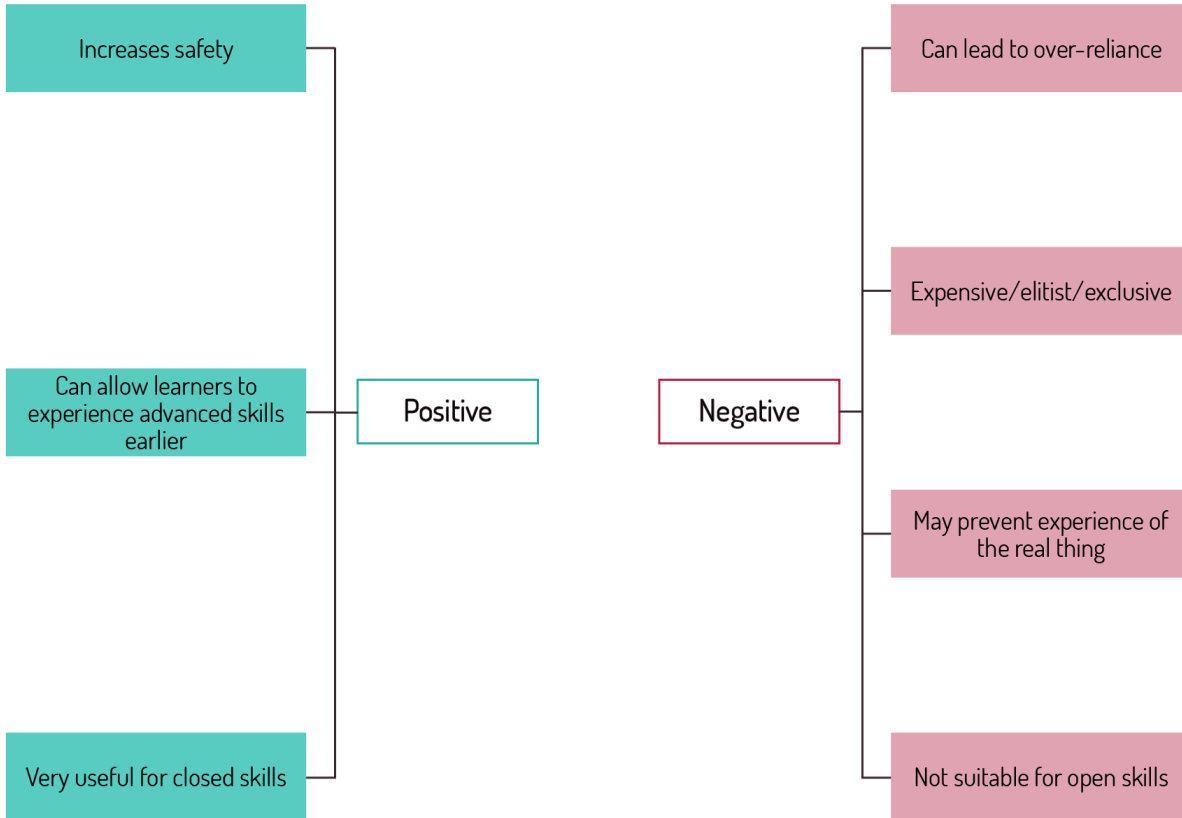 Increases safety
Can allow learners to
experience advanced skills
earlier
Very useful for closed skills
Positive
Negative
Can lead to over-reliance
Expensive/elitist/exclusive
May prevent experience of
the real thing
Not suitable for open skills